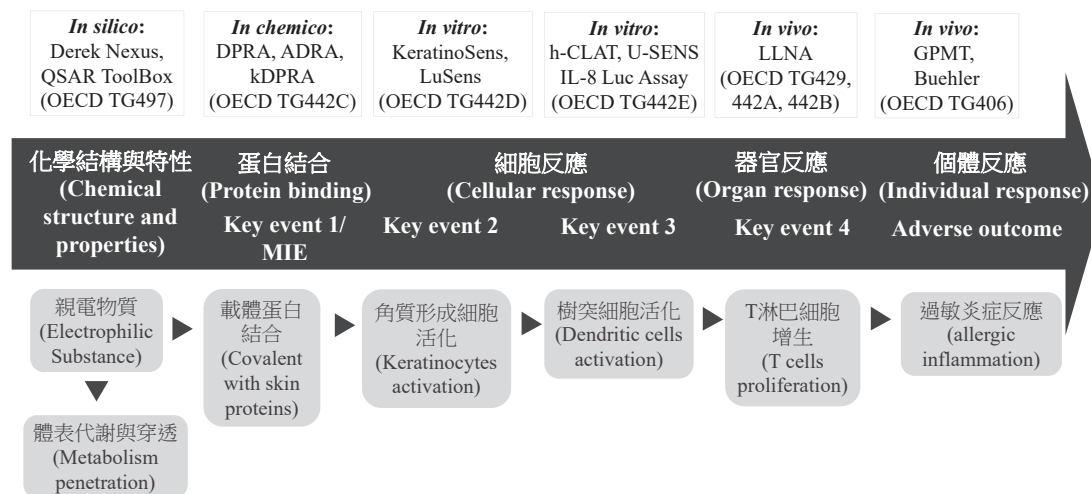 In silico:
Derek Nexus,
QSAR ToolBox
(OECD TG497)
In chemico:
DPRA, ADRA,
kDPRA
(OECD TG442C)
In vitro:
KeratinoSens,
LuSens
(OECD TG442D)
In vitro:
h-CLAT, U-SENS
IL-8 Luc Assay
(OECD TG442E)
In vivo:
LLNA
(OECD TG429,
442A, 442B)
In vivo:
GPMT,
Buehler
(OECD TG406)
化學結構與特性
(Chemical
structure and
properties)
蛋白結合
(Protein binding)
Key event 1/
MIE
細胞反應
(Cellular response)
Key event 2
Key event 3
器官反應
(Organ response)
Key event 4
個體反應
(Individual response)
Adverse outcome
親電物質
(Electrophilic
Substance)
體表代謝與穿透
(Metabolism
penetration)
載體蛋白
結合
(Covalent
with skin
proteins)
角質形成細胞
活化
(Keratinocytes
activation)
樹突細胞活化
(Dendritic cells
activation)
T淋巴細胞
增生
(T cells
proliferation)
過敏炎症反應
(allergic
inflammation)